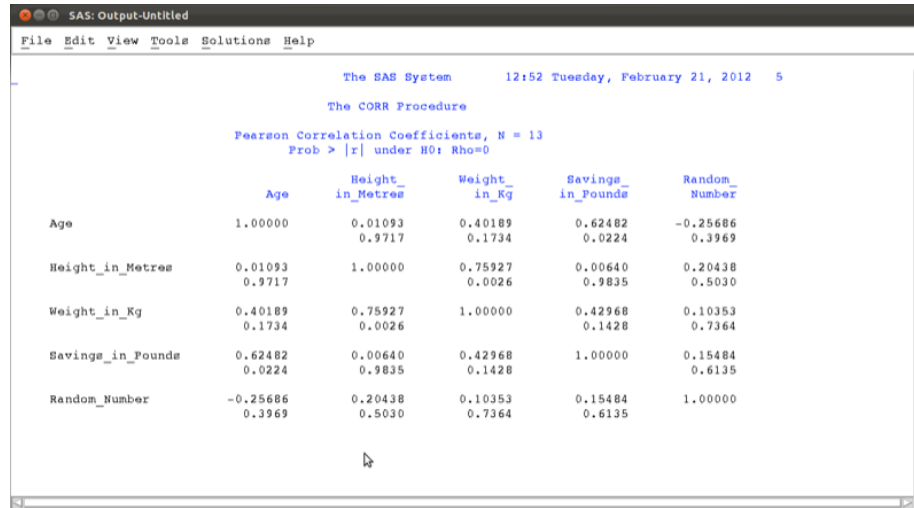 SAS: Output-Untitled
File Edit View Tools Solutions Help
The SAS System 12:52 Tuesday, February 21, 2012 5
The CORR Procedure
Pearson Correlation Coefficients, N = 13
Prob > |r| under H0: Rho=0
Height_ Weight_ Savings_ Random_
Age in_Metres in_Kg in_Pounds Number
Age 1.00000 0.01093 0.40189 0.62482 -0.25686
0.9717 0.1734 0.0224 0.3969
Height_in_Metres 0.01093 1.00000 0.75927 0.00640 0.20438
0.9717 0.0026 0.9835 0.5030
Weight_in_Kg 0.40189 0.75927 1.00000 0.42968 0.10353
0.1734 0.0026 0.1428 0.7364
Savings_in_Pounds 0.62482 0.00640 0.42968 1.00000 0.15484
0.0224 0.9835 0.1428 0.6135
Random_Number -0.25686 0.20438 0.10353 0.15484 1.00000
0.3969 0.5030 0.7364 0.6135